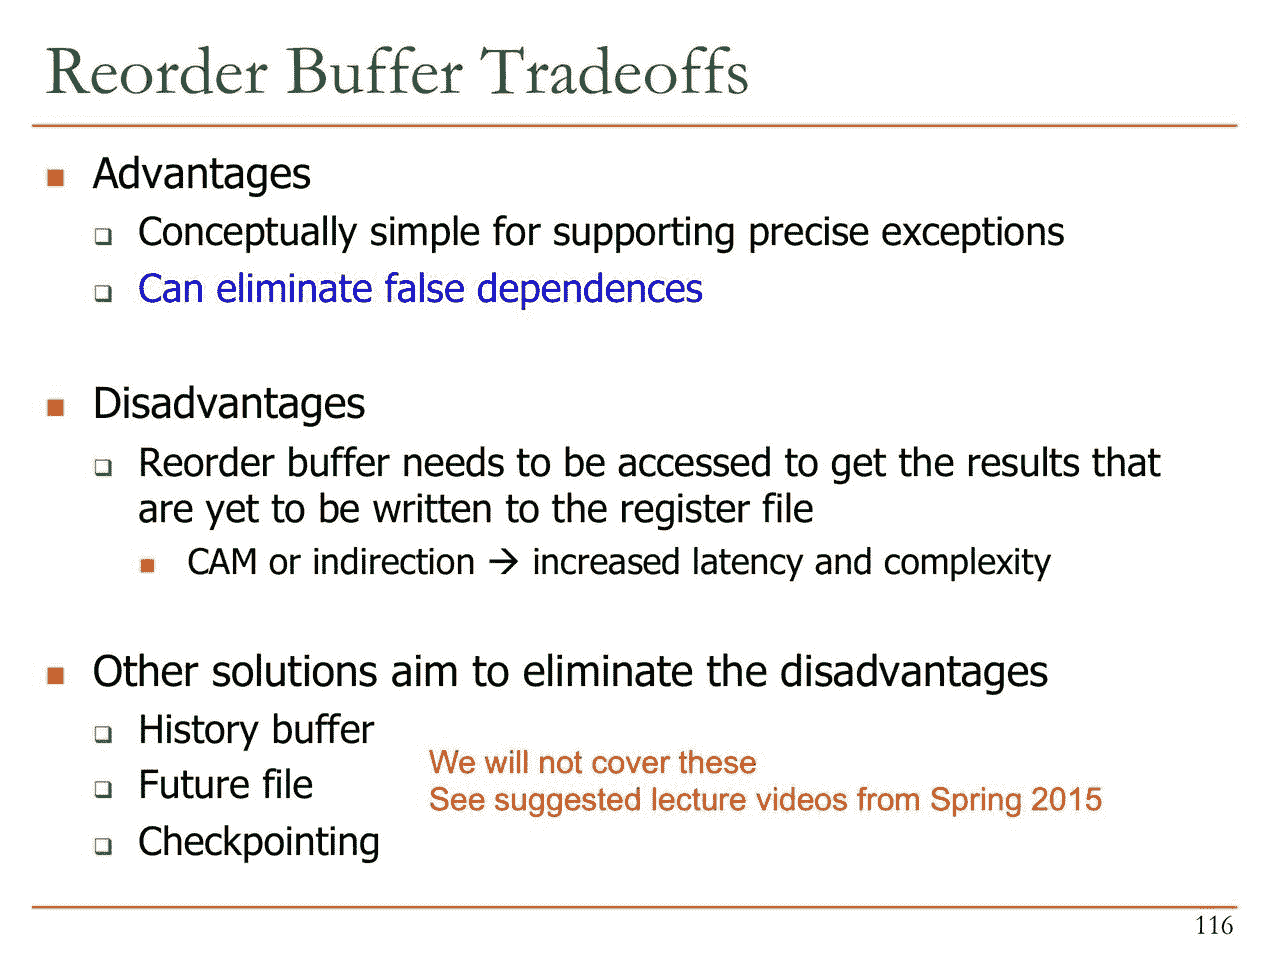 Reorder Buffer Tradeoffs
Advantages
Conceptually simple for supporting precise exceptions
Can eliminate false dependences
Disadvantages
Reorder buffer needs to be accessed to get the results that
are yet to be written to the register file
CAM or indirection → increased latency and complexity
Other solutions aim to eliminate the disadvantages
History buffer
Future file
Checkpointing
We will not cover these
See suggested lecture videos from Spring 2015
116